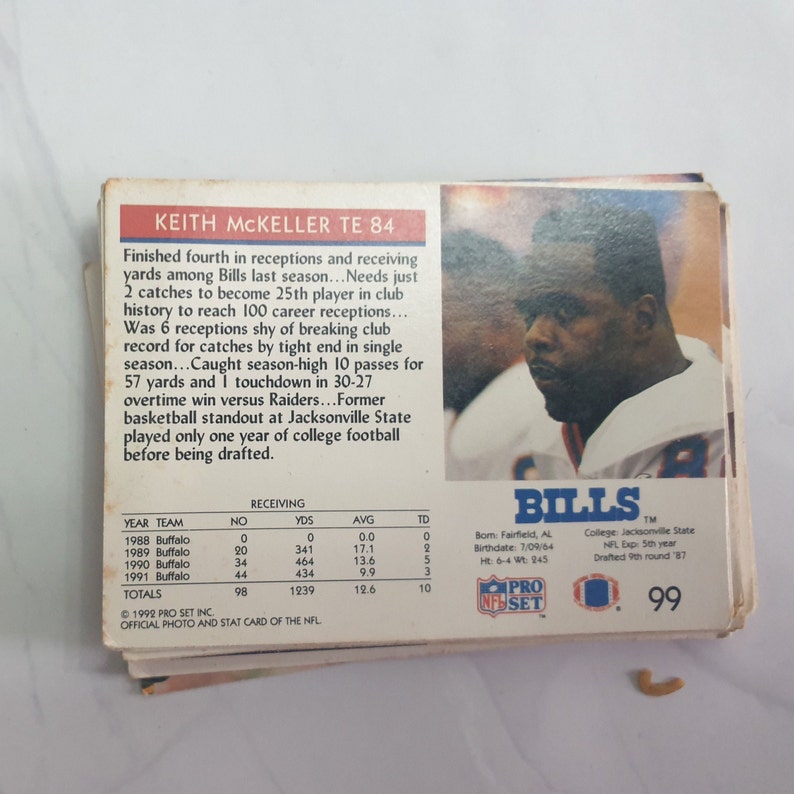 KEITH McKELLER TE 84
Finished fourth in receptions and receiving
yards among Bills last season...Needs just
2 catches to become 25th player in club
history to reach 100 career receptions...
Was 6 receptions shy of breaking club
record for catches by tight end in single
season...Caught season-high 10 passes for
57 yards and 1 touchdown in 30-27
overtime win versus Raiders...Former
basketball standout at Jacksonville State
played only one year of college football
before being drafted.
RECEIVING
YEAR TEAM NO YDS AVG TD
1988 Buffalo 0 0 0.0 0
1989 Buffalo 20 341 17.1 2
1990 Buffalo 34 464 13.6 5
1991 Buffalo 44 434 9.9 3
TOTALS 98 1239 12.6 10
© 1992 PRO SET INC.
OFFICIAL PHOTO AND STAT CARD OF THE NFL.
8
BILLS TM
Born: Fairfield, AL
Birthdate: 7/09/64
Ht: 6-4 Wt: 245
College: Jacksonville State
NFL Exp: 5th year
Drafted 9th round '87
NFL PRO SET TM
99